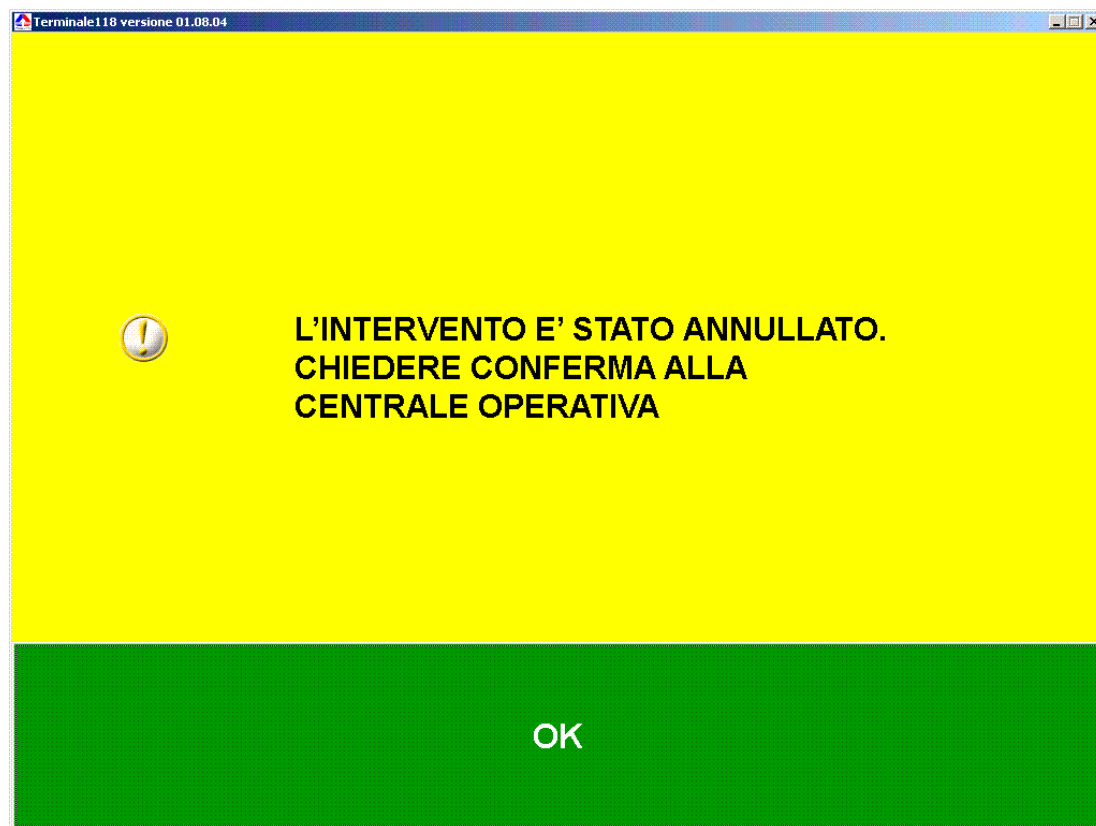 Terminale118 versione 01.08.04
L'INTERVENTO E' STATO ANNULLATO.
CHIEDERE CONFERMA ALLA
CENTRALE OPERATIVA
OK